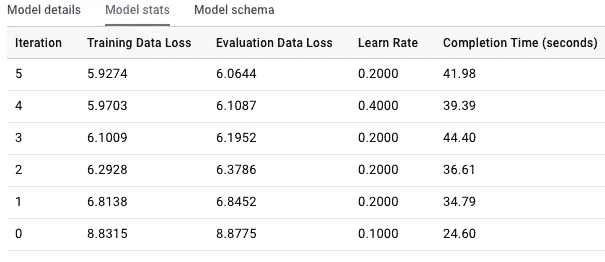 Model details Model stats Model schema
Iteration Training Data Loss Evaluation Data Loss Learn Rate Completion Time (seconds)
5 5.9274 6.0644 0.2000 41.98
4 5.9703 6.1087 0.4000 39.39
3 6.1009 6.1952 0.2000 44.40
2 6.2928 6.3786 0.2000 36.61
1 6.8138 6.8452 0.2000 34.79
0 8.8315 8.8775 0.1000 24.60